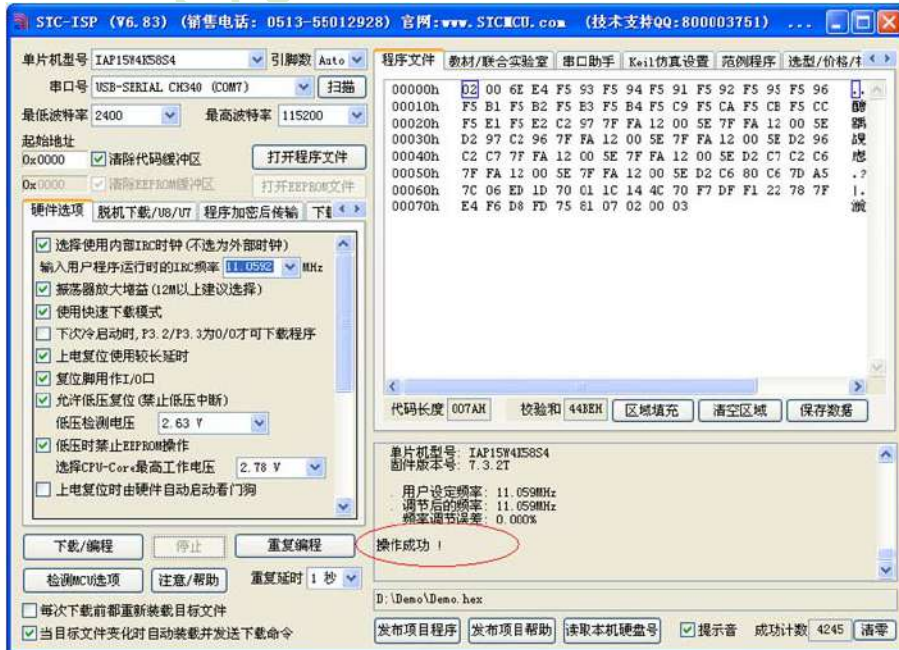 STC-ISP (V6.83) (销售电话: 0513-55012928) 官网:www.STCMCU.com (技术支持QQ:800003751) ...
单片机型号 IAP15W4K58S4 引脚数 Auto
串口号 USB-SERIAL CH340 (COM7) 扫描
最低波特率 2400 最高波特率 115200
起始地址
0x0000 清除代码缓冲区 打开程序文件
0x0000 清除EEPROM缓冲区 打开EEPROM文件
硬件选项 脱机下载/U8/U7 程序加密后传输
选择使用内部IRC时钟(不选为外部时钟)
输入用户程序运行时的IRC频率 11.0592 MHz
振荡器放大增益(12M以上建议选择)
使用快速下载模式
下次冷启动时,P3.2/P3.3为0/0才可下载程序
上电复位使用较长延时
复位脚用作I/O口
允许低压复位(禁止低压中断)
低压检测电压 2.63 V
低压时禁止EEPROM操作
选择CPU-Core最高工作电压 2.78 V
上电复位时由硬件自动启动看门狗
下载/编程 停止 重复编程
检测MCU选项 注意/帮助 重复延时 1 秒
每次下载前都重新装载目标文件
当目标文件变化时自动装载并发送下载命令
程序文件 教材/联合实验室 串口助手 Keil仿真设置 范例程序 选型/价格/
00000h 02 00 6E E4 F5 93 F5 94 F5 91 F5 92 F5 95 F5 96
00010h F5 B1 F5 B2 F5 B3 F5 B4 F5 C9 F5 CA F5 CB F5 CC
00020h F5 E1 F5 E2 C2 97 7F FA 12 00 5E 7F FA 12 00 5E
00030h D2 97 C2 96 7F FA 12 00 5E 7F FA 12 00 5E D2 96
00040h C2 C7 7F FA 12 00 5E 7F FA 12 00 5E D2 C7 C2 C6
00050h 7F FA 12 00 5E 7F FA 12 00 5E D2 C6 80 C6 7D A5
00060h 7C 06 ED 1D 70 01 1C 14 4C 70 F7 DF F1 22 78 7F
00070h E4 F6 D8 FD 75 81 07 02 00 03
代码长度 007AH 校验和 44BEH 区域填充 清空区域 保存数据
单片机型号: IAP15W4K58S4
固件版本号: 7.3.2T
. 用户设定频率: 11.059MHz
. 调节后的频率: 11.059MHz
频率调节误差: 0.000%
操作成功 !
D:\Demo\Demo.hex
发布项目程序 发布项目帮助 读取本机硬盘号 提示音 成功计数 4245 清零